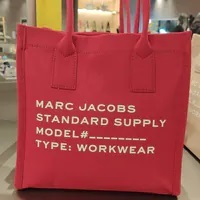 MARC JACOBS
STANDARD SUPPLY
MODEL#________
TYPE: WORKWEAR